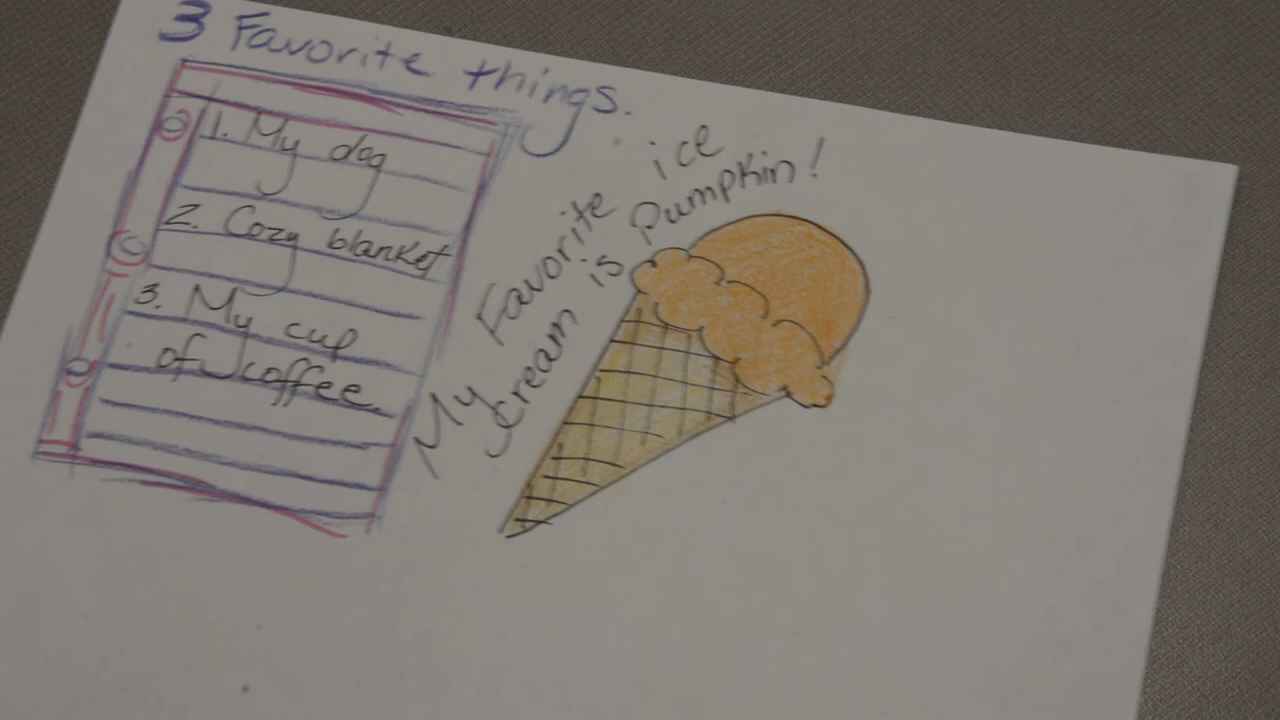 3 Favorite things.
1. My dog
2. Cozy blanket
3. My cup
of coffee.
My Favorite ice
cream is Pumpkin!